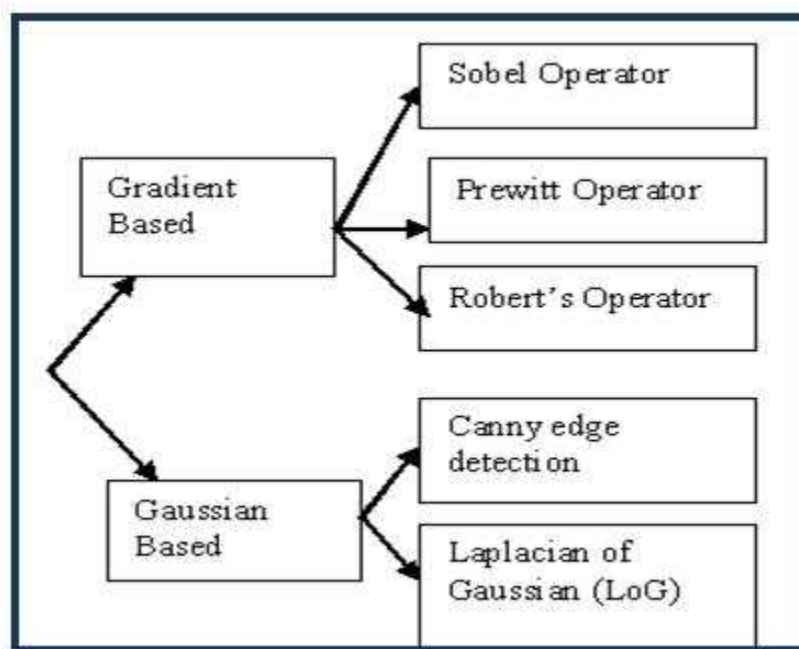 Sobel Operator
Gradient
Based
Prewitt Operator
Robert's Operator
Canny edge
detection
Gaussian
Based
Laplacian of
Gaussian (LoG)